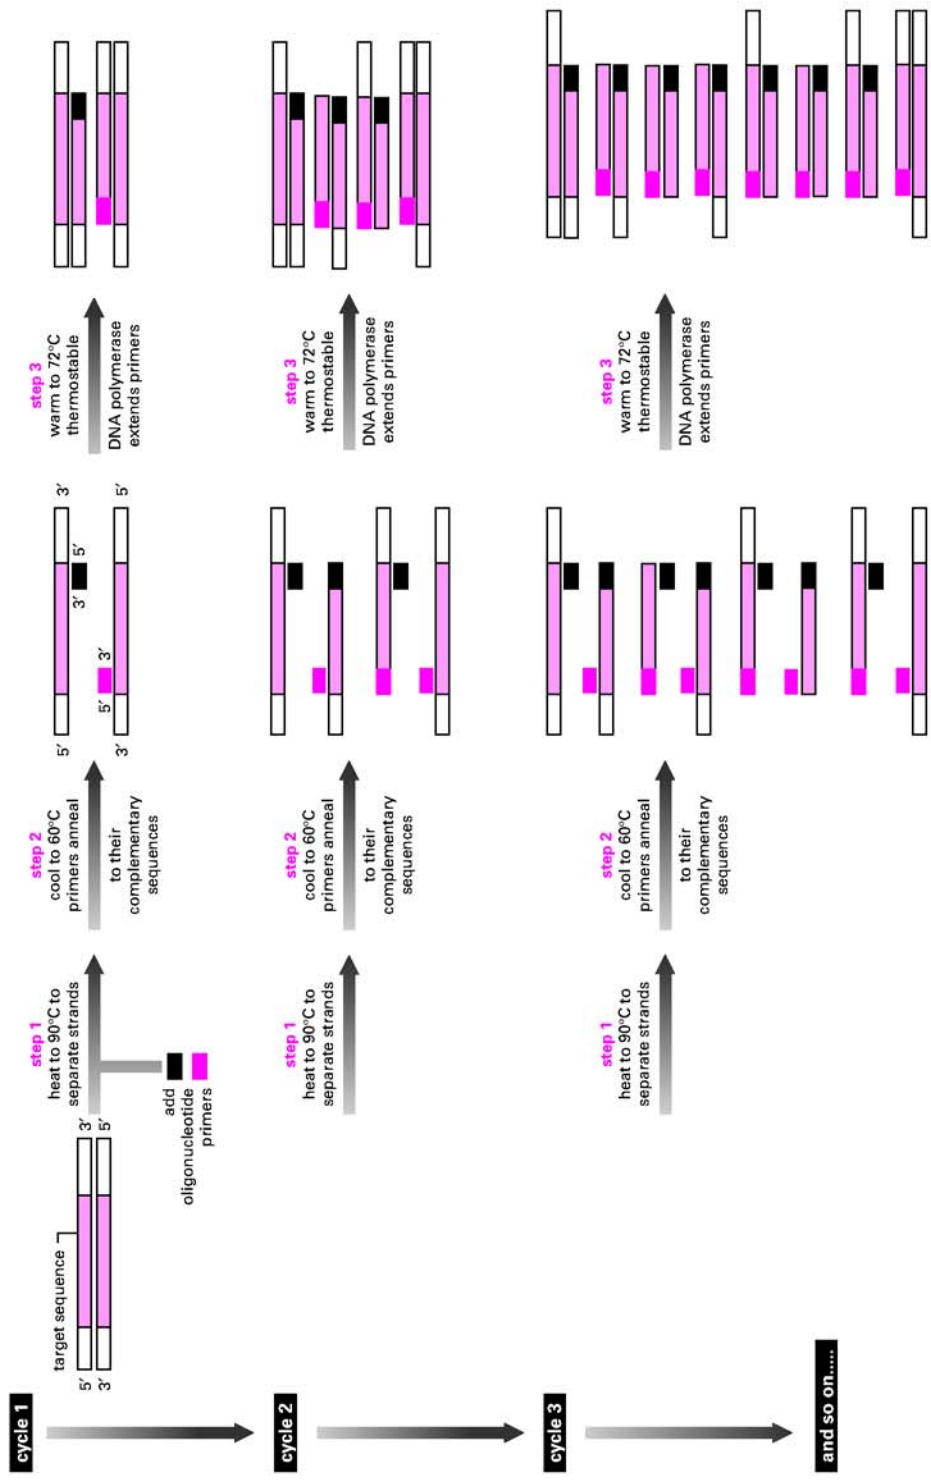 cycle 1
target sequence
5′ 3′
3′ 5′
step 1
heat to 90°C to
separate strands
add
oligonucleotide
primers
step 2
cool to 60°C
primers anneal
to their
complementary
sequences
5′ 3′
3′ 5′
5′ 3′
3′ 5′
step 3
warm to 72°C
thermostable
DNA polymerase
extends primers
cycle 2
step 1
heat to 90°C to
separate strands
step 2
cool to 60°C
primers anneal
to their
complementary
sequences
step 3
warm to 72°C
thermostable
DNA polymerase
extends primers
cycle 3
step 1
heat to 90°C to
separate strands
step 2
cool to 60°C
primers anneal
to their
complementary
sequences
step 3
warm to 72°C
thermostable
DNA polymerase
extends primers
and so on.....